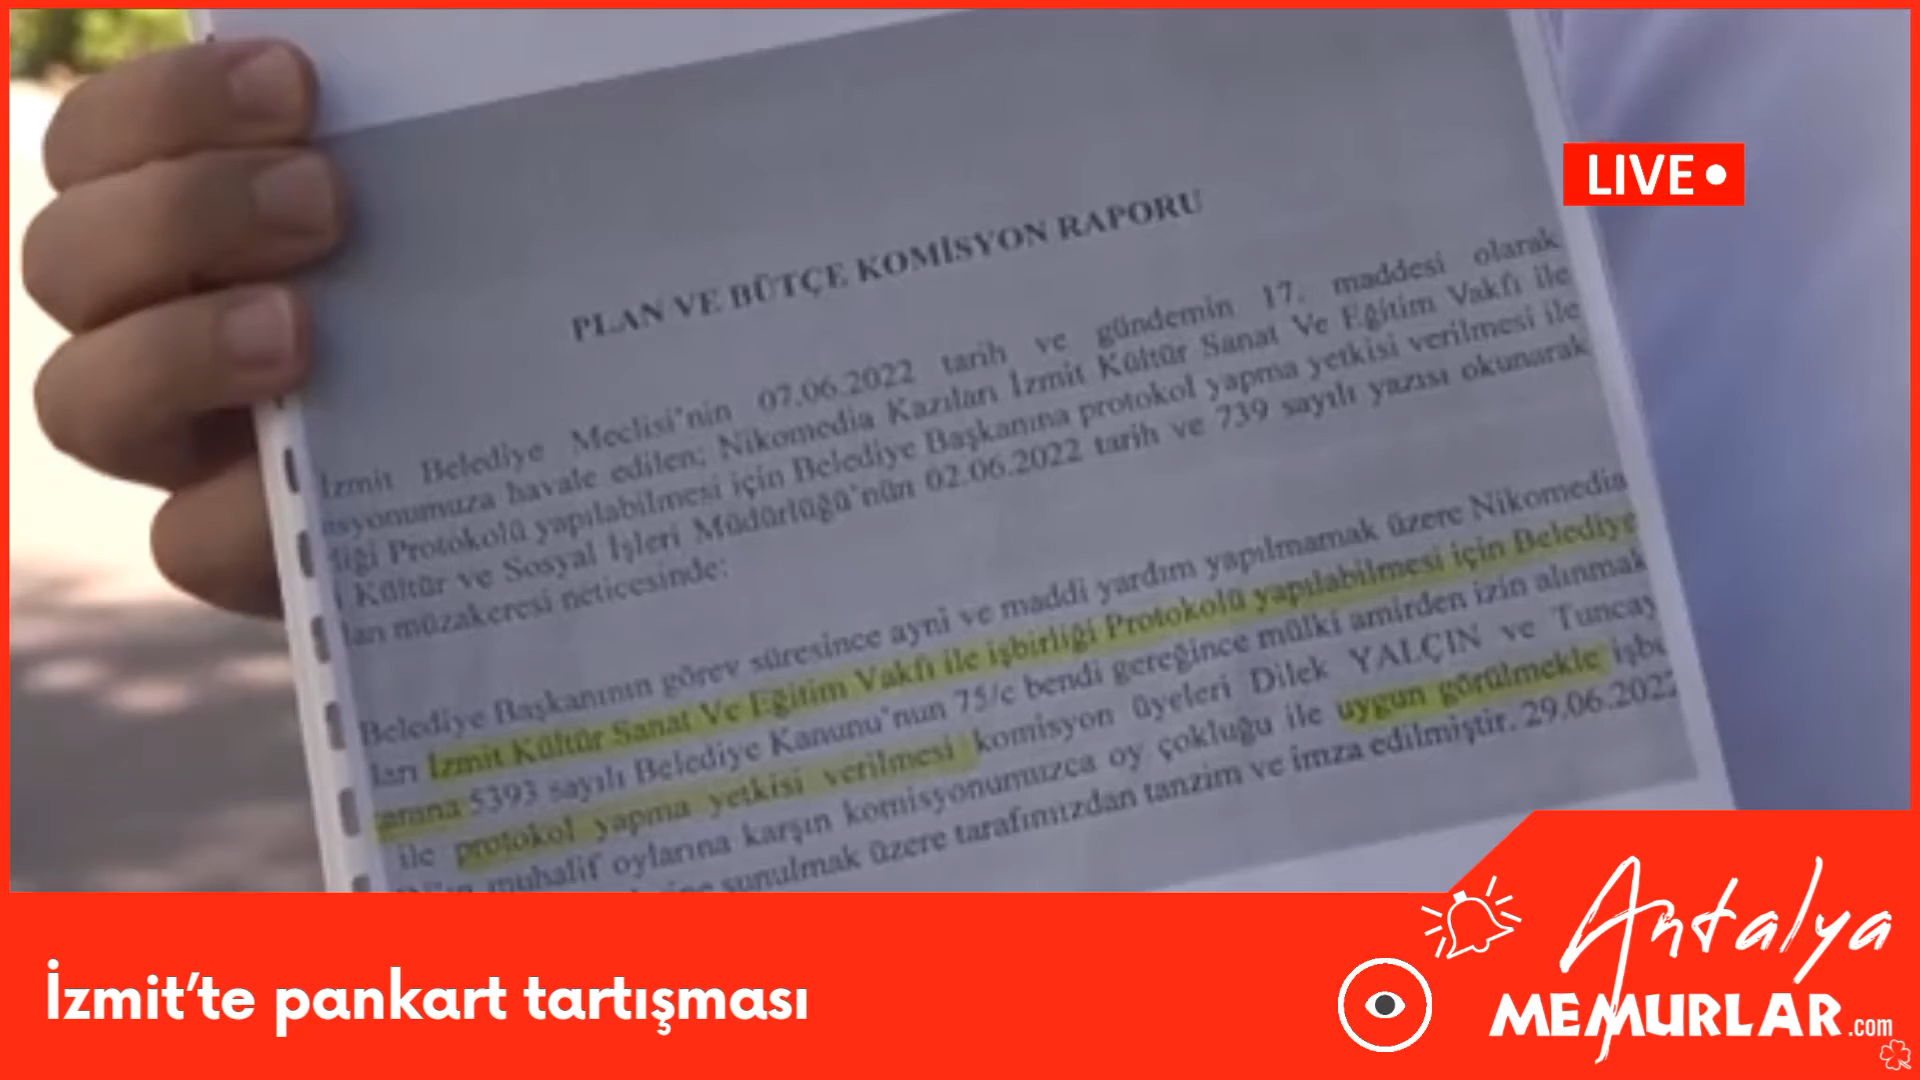 LIVE
PLAN VE BÜTÇE KOMİSYON RAPORU
İzmit Belediye Meclisi'nin 07.06.2022 tarih ve gündemin 17. maddesi olarak
syonumuza havale edilen; Nikomedia Kazıları İzmit Kültür Sanat Ve Eğitim Vakfı ile
liği Protokolü yapılabilmesi için Belediye Başkanına protokol yapma yetkisi verilmesi ile
Kültür ve Sosyal İşleri Müdürlüğü'nün 02.06.2022 tarih ve 739 sayılı yazısı okunarak
lan müzakeresi neticesinde:
Belediye Başkanının görev süresince ayni ve maddi yardım yapılmamak üzere Nikomedia
ları İzmit Kültür Sanat Ve Eğitim Vakfı ile işbirliği Protokolü yapılabilmesi için Belediye
anına 5393 sayılı Belediye Kanunu'nun 75/c bendi gereğince mülki amirden izin alınmak
ile protokol yapma yetkisi verilmesi komisyon üyeleri Dilek YALÇIN ve Tuncay
muhalif oylarına karşın komisyonumuzca oy çokluğu ile uygun görülmekle işbu
sunulmak üzere tarafımızdan tanzim ve imza edilmiştir. 29.06.2022
İzmit'te pankart tartışması
Antalya
MEMURLAR.com